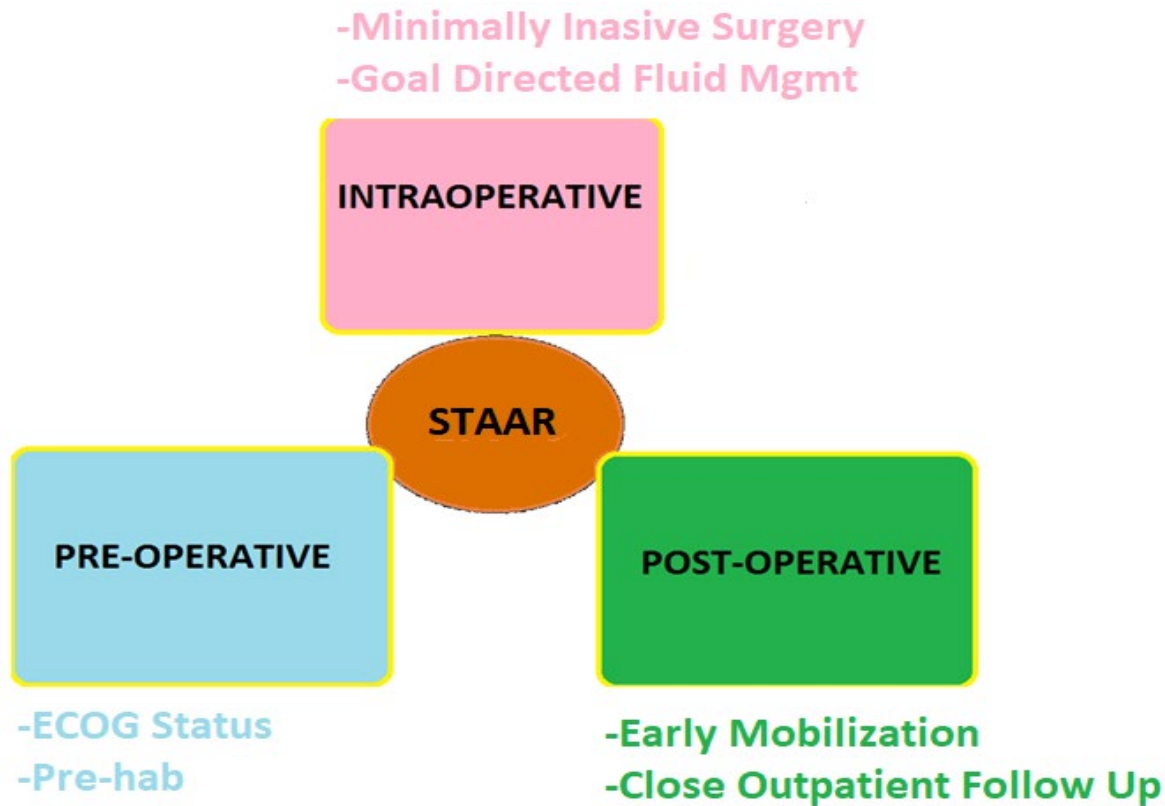 -Minimally Inasive Surgery
-Goal Directed Fluid Mgmt
INTRAOPERATIVE
STAAR
PRE-OPERATIVE
POST-OPERATIVE
-ECOG Status
-Pre-hab
-Early Mobilization
-Close Outpatient Follow Up